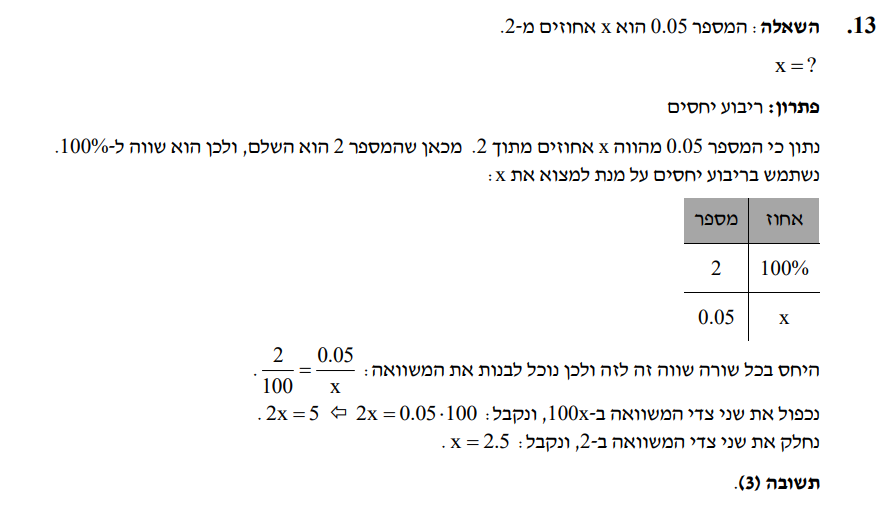 13. השאלה: המספר 0.05 הוא x אחוזים מ-2.
x = ?
פתרון: ריבוע יחסים
נתון כי המספר 0.05 מהווה x אחוזים מתוך 2. מכאן שהמספר 2 הוא השלם, ולכן הוא שווה ל-100%.
נשתמש בריבוע יחסים על מנת למצוא את x:
אחוז מספר
100% 2
x 0.05
היחס בכל שורה שווה זה לזה ולכן נוכל לבנות את המשוואה: 2/100 = 0.05/x.
נכפול את שני צדי המשוואה ב-100x, ונקבל: 2x = 0.05·100 ⇦ 2x = 5.
נחלק את שני צדי המשוואה ב-2, ונקבל: x = 2.5.
תשובה (3).